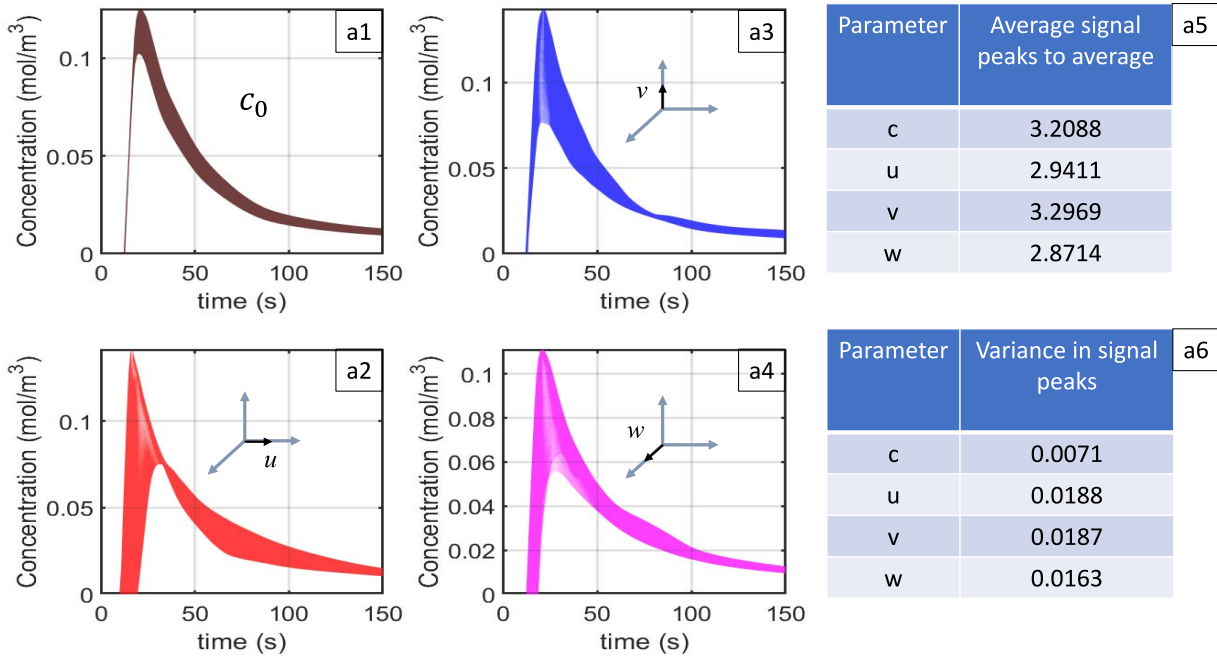 a1
Concentration (mol/m³)
0.1
0.05
0
c₀
0 50 100 150
time (s)
a3
Concentration (mol/m³)
0.1
0.05
0
v
0 50 100 150
time (s)
Parameter Average signal
peaks to average
a5
c 3.2088
u 2.9411
v 3.2969
w 2.8714
a2
Concentration (mol/m³)
0.1
0.05
0
u
0 50 100 150
time (s)
a4
Concentration (mol/m³)
0.1
0.08
0.06
0.04
0.02
0
w
0 50 100 150
time (s)
Parameter Variance in signal
peaks
a6
c 0.0071
u 0.0188
v 0.0187
w 0.0163